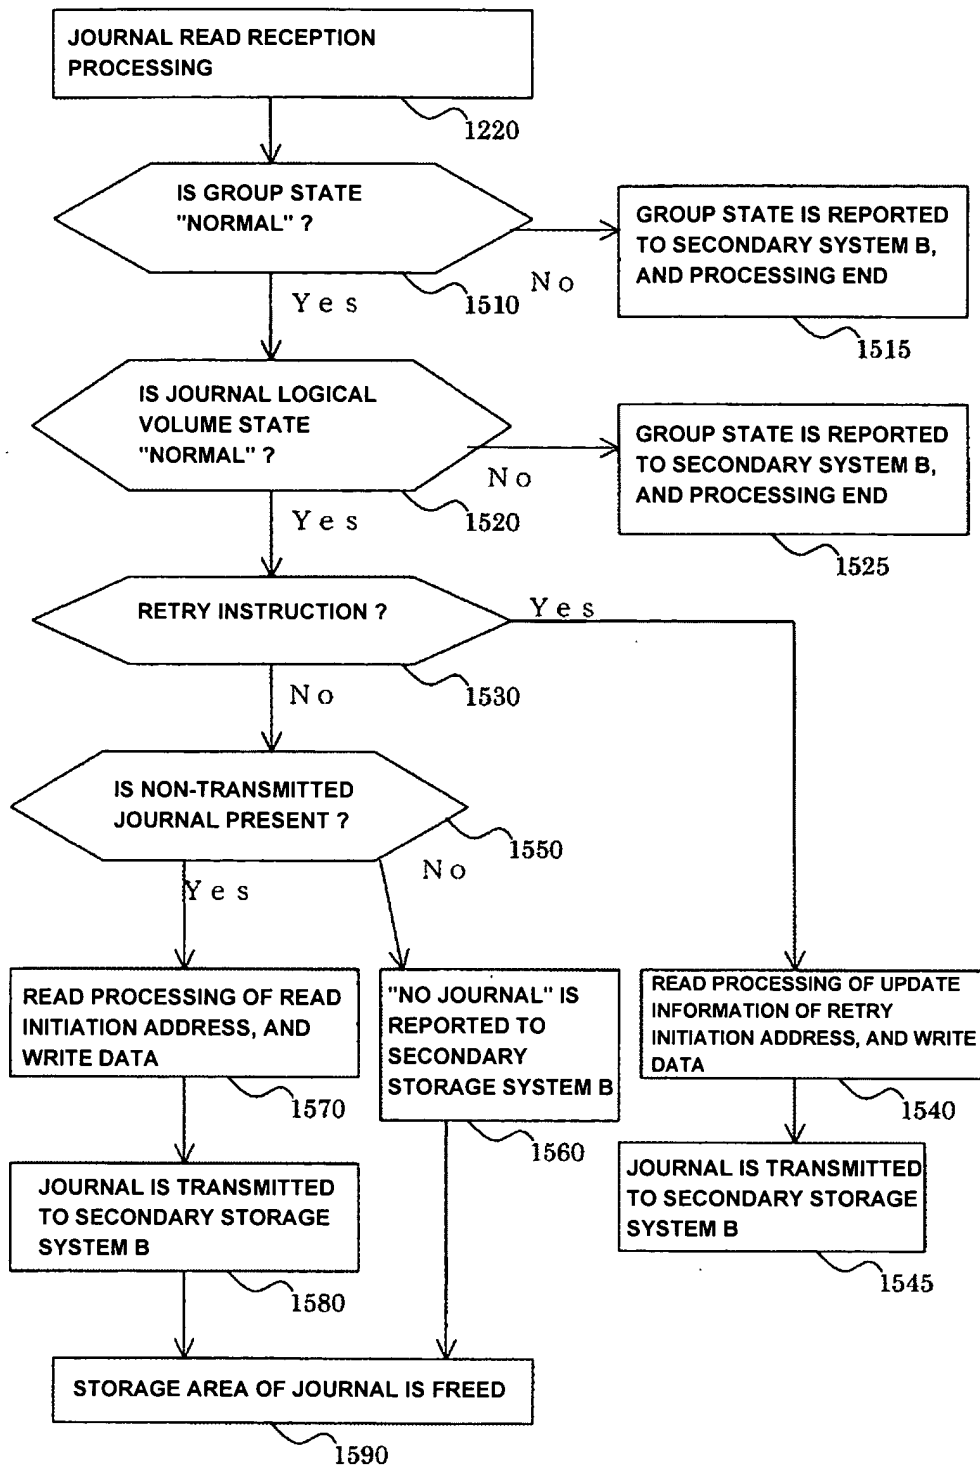 JOURNAL READ RECEPTION
PROCESSING
1220
IS GROUP STATE
"NORMAL" ?
1510
Yes
No
GROUP STATE IS REPORTED
TO SECONDARY SYSTEM B,
AND PROCESSING END
1515
IS JOURNAL LOGICAL
VOLUME STATE
"NORMAL" ?
1520
Yes
No
GROUP STATE IS REPORTED
TO SECONDARY SYSTEM B,
AND PROCESSING END
1525
RETRY INSTRUCTION ?
Yes
1530
No
IS NON-TRANSMITTED
JOURNAL PRESENT ?
1550
Yes
No
READ PROCESSING OF READ
INITIATION ADDRESS, AND
WRITE DATA
1570
"NO JOURNAL" IS
REPORTED TO
SECONDARY
STORAGE SYSTEM B
1560
READ PROCESSING OF UPDATE
INFORMATION OF RETRY
INITIATION ADDRESS, AND WRITE
DATA
1540
JOURNAL IS TRANSMITTED
TO SECONDARY STORAGE
SYSTEM B
1580
JOURNAL IS TRANSMITTED
TO SECONDARY STORAGE
SYSTEM B
1545
STORAGE AREA OF JOURNAL IS FREED
1590